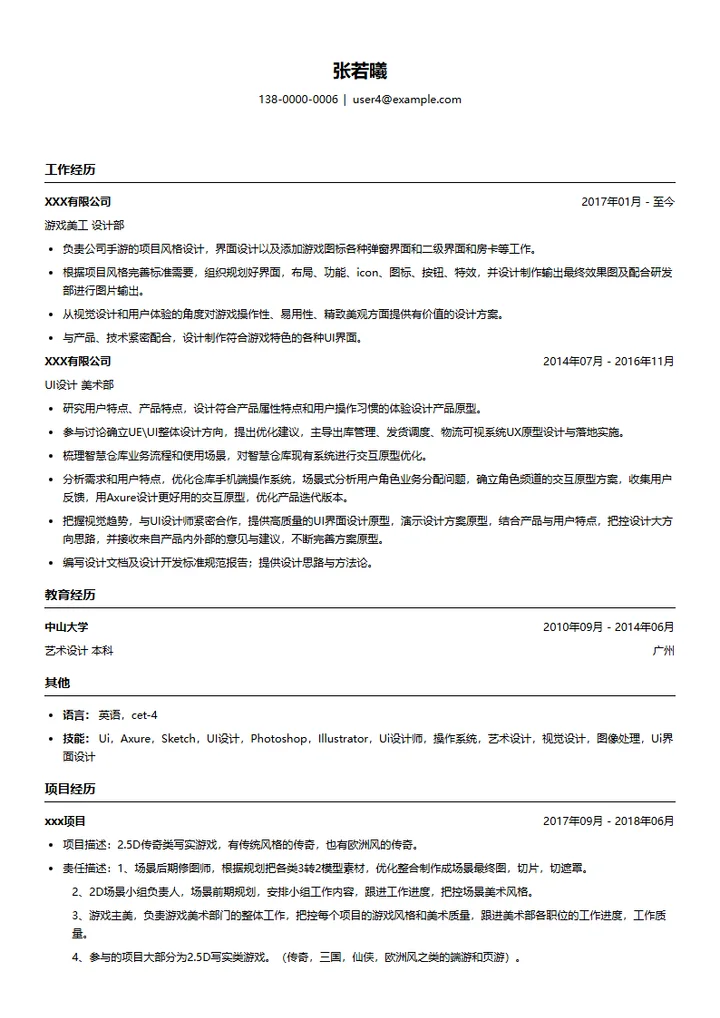 张若曦
138-0000-0006 | user4@example.com
工作经历
XXX有限公司 2017年01月 - 至今
游戏美工 设计部
• 负责公司手游的项目风格设计，界面设计以及添加游戏图标各种弹窗界面和二级界面和房卡等工作。
• 根据项目风格完善标准需要，组织规划好界面，布局、功能、icon、图标、按钮、特效，并设计制作输出最终效果图及配合研发
部进行图片输出。
• 从视觉设计和用户体验的角度对游戏操作性、易用性、精致美观方面提供有价值的设计方案。
• 与产品、技术紧密配合，设计制作符合游戏特色的各种UI界面。
XXX有限公司 2014年07月 - 2016年11月
UI设计 美术部
• 研究用户特点、产品特点，设计符合产品属性特点和用户操作习惯的体验设计产品原型。
• 参与讨论确立UE\UI整体设计方向，提出优化建议，主导出库管理、发货调度、物流可视系统UX原型设计与落地实施。
• 梳理智慧仓库业务流程和使用场景，对智慧仓库现有系统进行交互原型优化。
• 分析需求和用户特点，优化仓库手机端操作系统，场景式分析用户角色业务分配问题，确立角色频道的交互原型方案，收集用户
反馈，用Axure设计更好用的交互原型，优化产品迭代版本。
• 把握视觉趋势，与UI设计师紧密合作，提供高质量的UI界面设计原型，演示设计方案原型，结合产品与用户特点，把控设计大方
向思路，并接收来自产品内外部的意见与建议，不断完善方案原型。
• 编写设计文档及设计开发标准规范报告；提供设计思路与方法论。
教育经历
中山大学 2010年09月 - 2014年06月
艺术设计 本科 广州
其他
• 语言： 英语，cet-4
• 技能： Ui，Axure，Sketch，UI设计，Photoshop，Illustrator，Ui设计师，操作系统，艺术设计，视觉设计，图像处理，Ui界
面设计
项目经历
xxx项目 2017年09月 - 2018年06月
• 项目描述：2.5D传奇类写实游戏，有传统风格的传奇，也有欧洲风的传奇。
• 责任描述：1、场景后期修图师，根据规划把各类3转2模型素材，优化整合制作成场景最终图，切片，切遮罩。
2、2D场景小组负责人，场景前期规划，安排小组工作内容，跟进工作进度，把控场景美术风格。
3、游戏主美，负责游戏美术部门的整体工作，把控每个项目的游戏风格和美术质量，跟进美术部各职位的工作进度，工作质
量。
4、参与的项目大部分为2.5D写实类游戏。（传奇，三国，仙侠，欧洲风之类的端游和页游）。